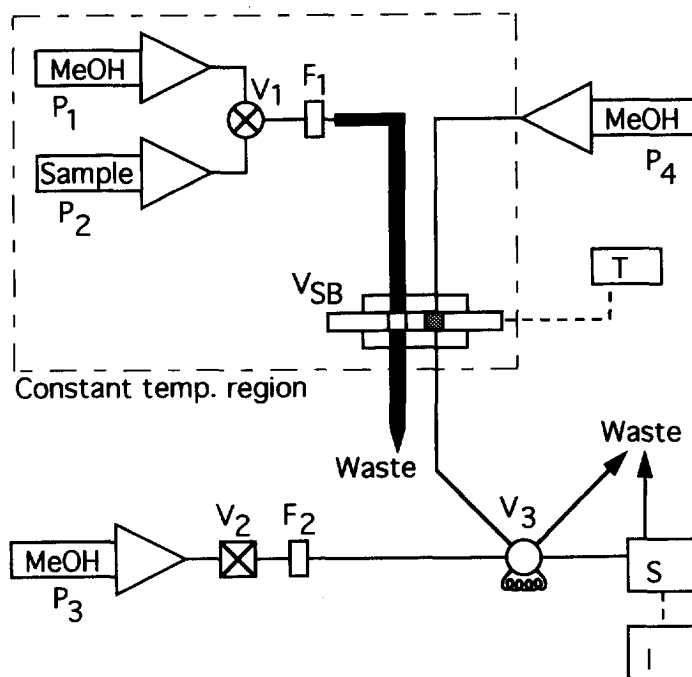 MeOH
P1
V1
F1
Sample
P2
MeOH
P4
VSB
T
Constant temp. region
Waste
Waste
MeOH
P3
V2
F2
V3
S
I